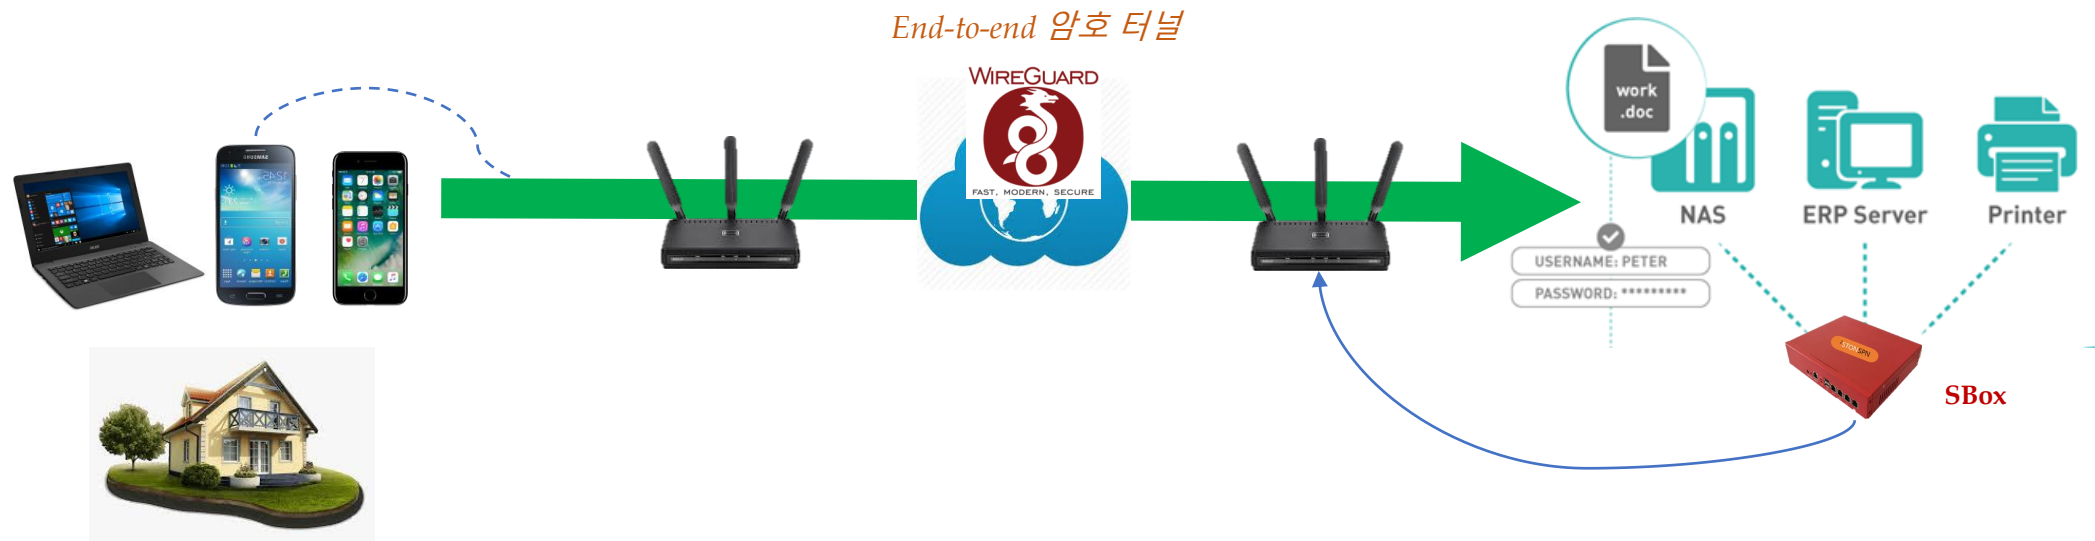 End-to-end 암호 터널
WIREGUARD
FAST, MODERN, SECURE
work
.doc
NAS
ERP Server
Printer
USERNAME: PETER
PASSWORD: *********
SBox